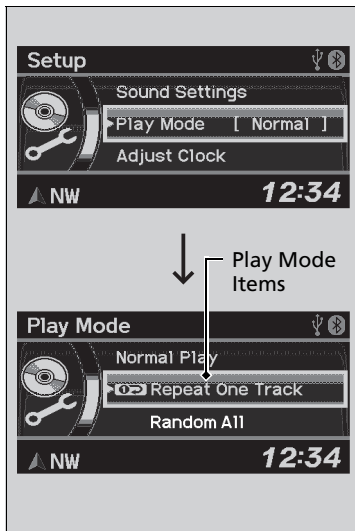 Setup
Sound Settings
Play Mode [ Normal ]
Adjust Clock
NW
12:34
Play Mode
Items
Play Mode
Normal Play
Repeat One Track
Random All
NW
12:34